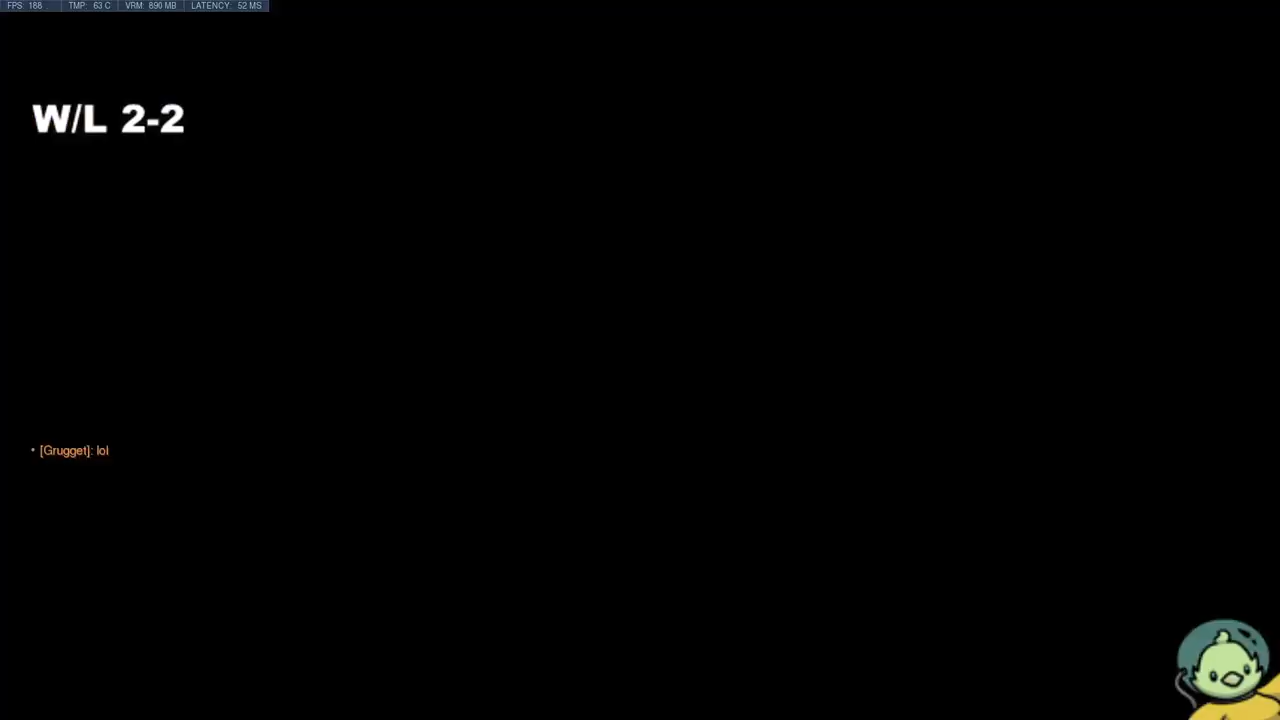 FPS: 188 TMP: 63 C VRM: 890 MB LATENCY: 52 MS
W/L 2-2
• [Grugget]: lol